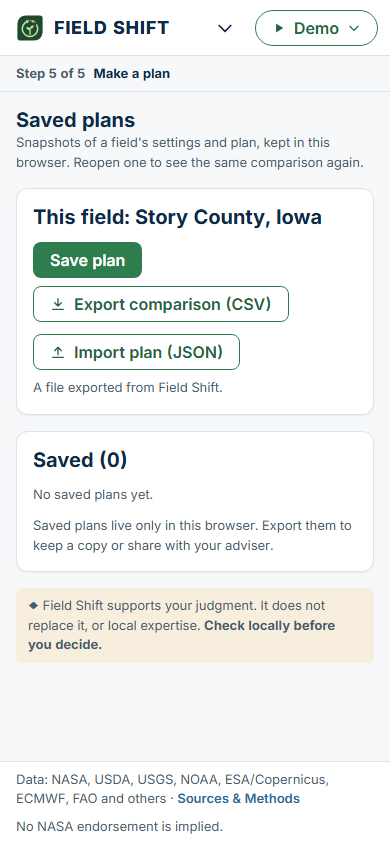 FIELD SHIFT
Demo
Step 5 of 5 Make a plan
Saved plans
Snapshots of a field's settings and plan, kept in this
browser. Reopen one to see the same comparison again.
This field: Story County, Iowa
Save plan
Export comparison (CSV)
Import plan (JSON)
A file exported from Field Shift.
Saved (0)
No saved plans yet.
Saved plans live only in this browser. Export them to
keep a copy or share with your adviser.
Field Shift supports your judgment. It does not
replace it, or local expertise. Check locally before
you decide.
Data: NASA, USDA, USGS, NOAA, ESA/Copernicus,
ECMWF, FAO and others · Sources & Methods
No NASA endorsement is implied.